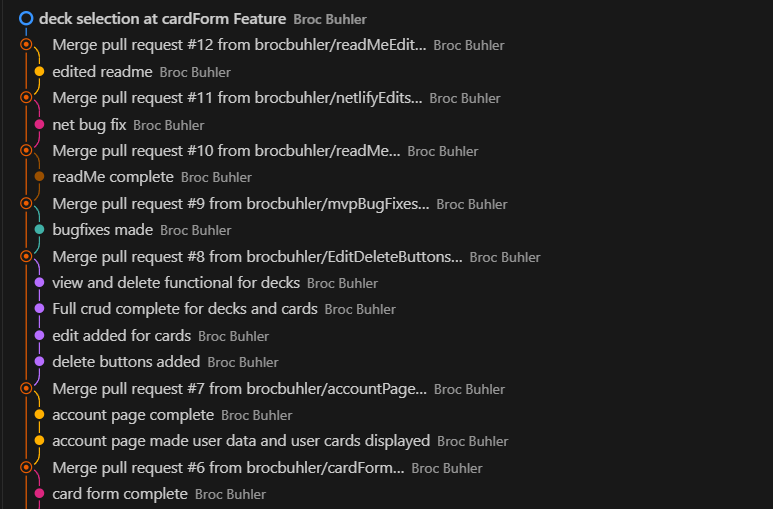 deck selection at cardForm Feature Broc Buhler
Merge pull request #12 from brocbuhler/readMeEdit... Broc Buhler
edited readme Broc Buhler
Merge pull request #11 from brocbuhler/netlifyEdits... Broc Buhler
net bug fix Broc Buhler
Merge pull request #10 from brocbuhler/readMe... Broc Buhler
readMe complete Broc Buhler
Merge pull request #9 from brocbuhler/mvpBugFixes... Broc Buhler
bugfixes made Broc Buhler
Merge pull request #8 from brocbuhler/EditDeleteButtons... Broc Buhler
view and delete functional for decks Broc Buhler
Full crud complete for decks and cards Broc Buhler
edit added for cards Broc Buhler
delete buttons added Broc Buhler
Merge pull request #7 from brocbuhler/accountPage... Broc Buhler
account page complete Broc Buhler
account page made user data and user cards displayed Broc Buhler
Merge pull request #6 from brocbuhler/cardForm... Broc Buhler
card form complete Broc Buhler